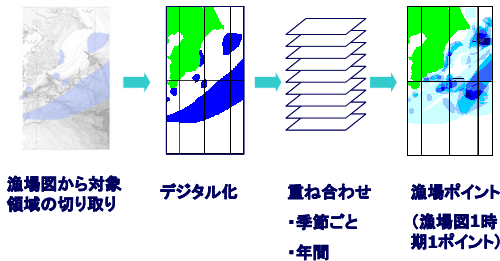 漁場図から対象
領域の切り取り
デジタル化
重ね合わせ
・季節ごと
・年間
漁場ポイント
（漁場図1時
期1ポイント）